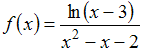 f(x) = ln(x−3) / (x² − x − 2)